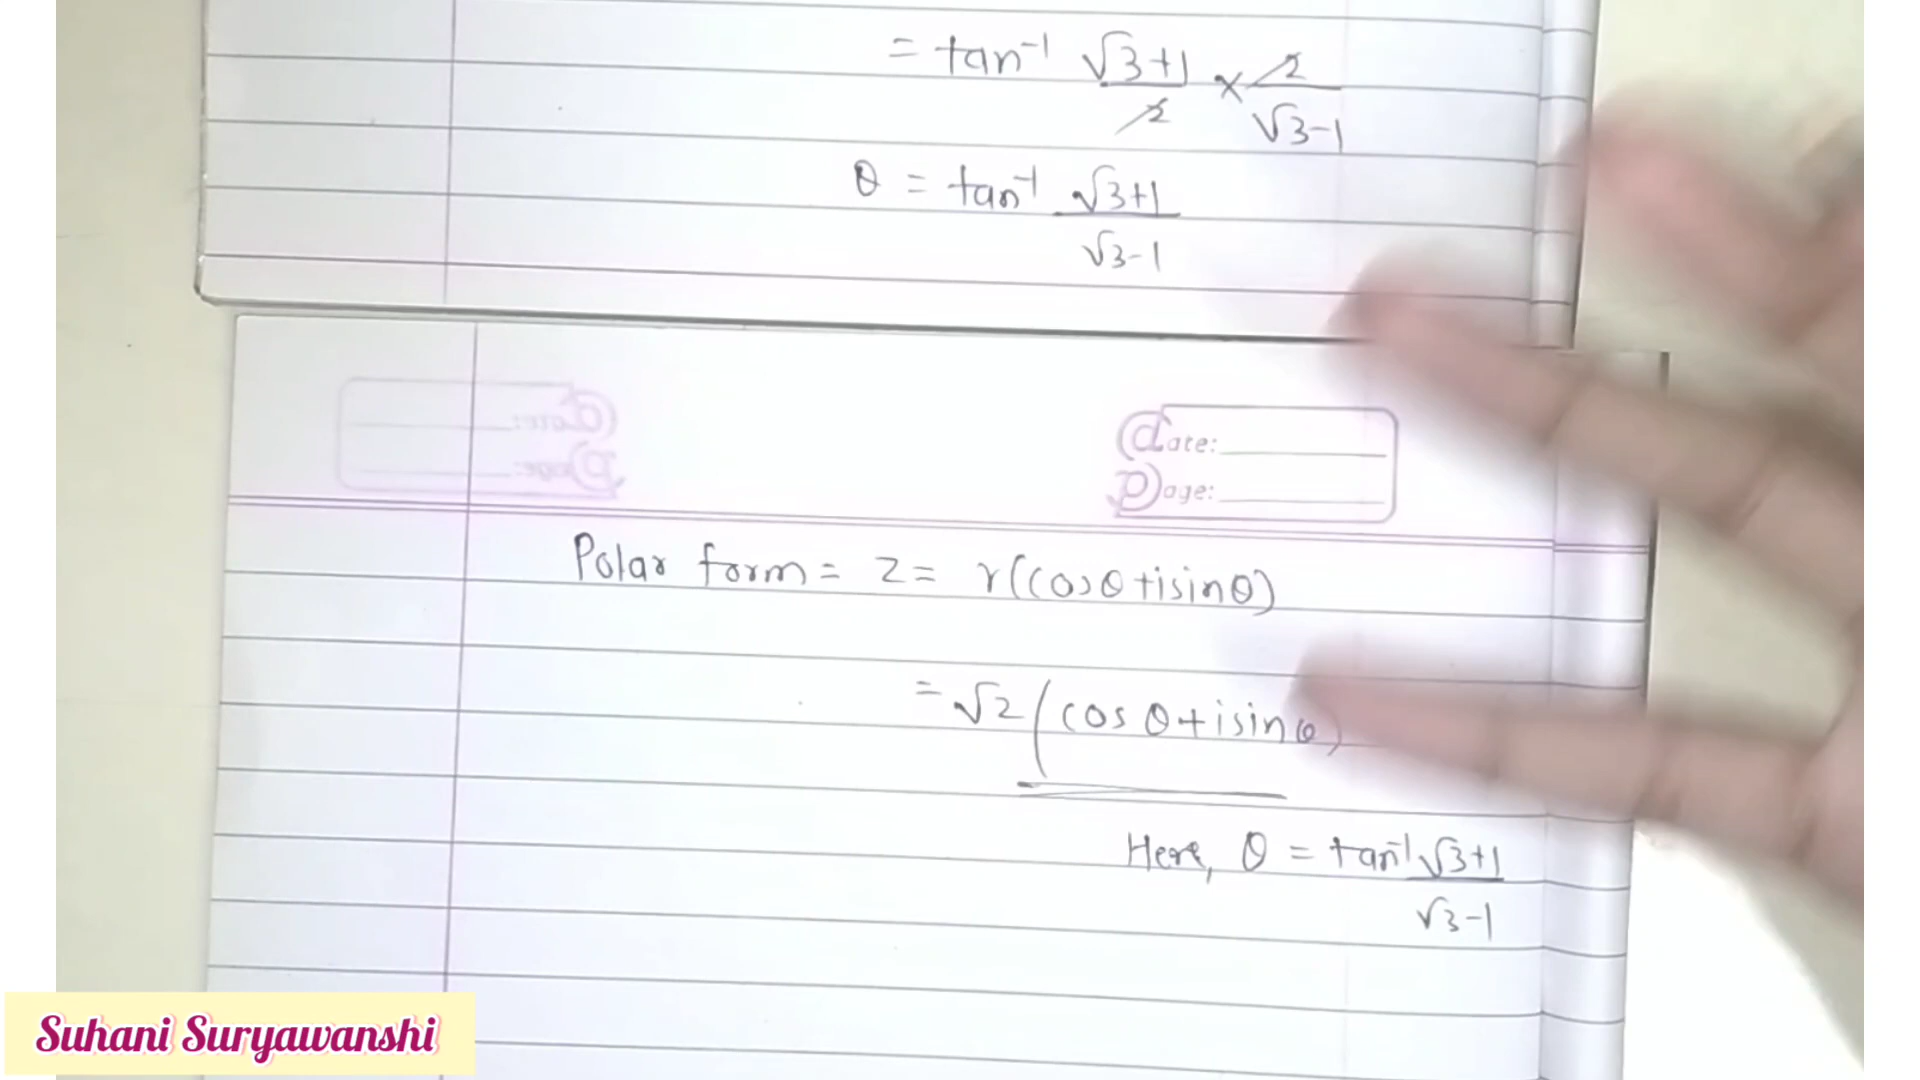 = tan⁻¹ √3+1/2 × 2/√3-1
θ = tan⁻¹ √3+1/√3-1
Date:
Page:
Polar form = z = r(cosθ+isinθ)
= √2 (cos θ+isinθ)
Here, θ = tan⁻¹ √3+1/√3-1
Suhani Suryawanshi